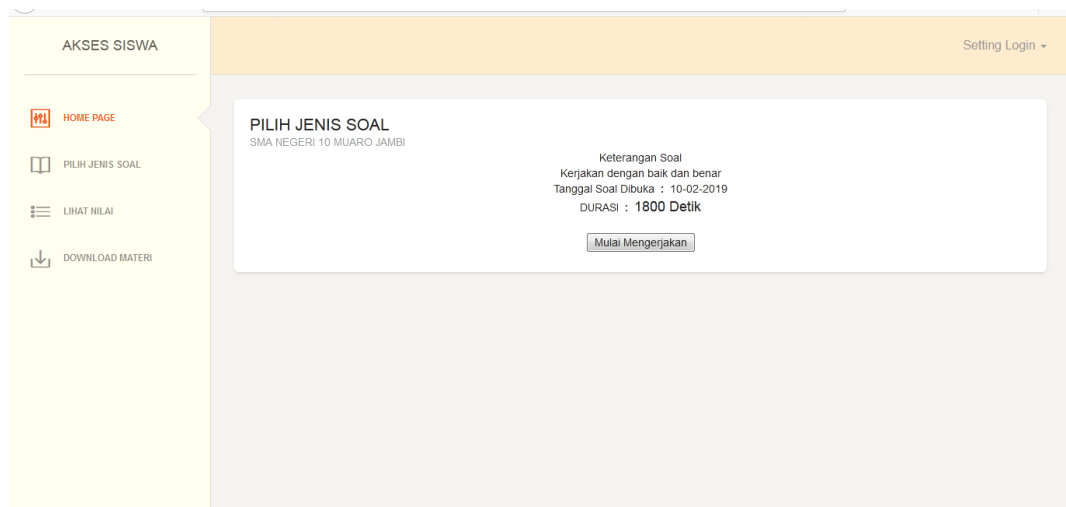 AKSES SISWA
Setting Login
HOME PAGE
PILIH JENIS SOAL
LIHAT NILAI
DOWNLOAD MATERI
PILIH JENIS SOAL
SMA NEGERI 10 MUARO JAMBI
Keterangan Soal
Kerjakan dengan baik dan benar
Tanggal Soal Dibuka : 10-02-2019
DURASI : 1800 Detik
Mulai Mengerjakan